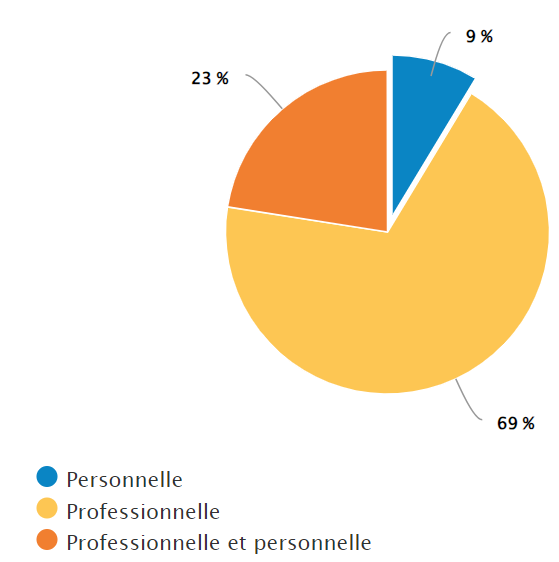 9 %
23 %
69 %
Personnelle
Professionnelle
Professionnelle et personnelle